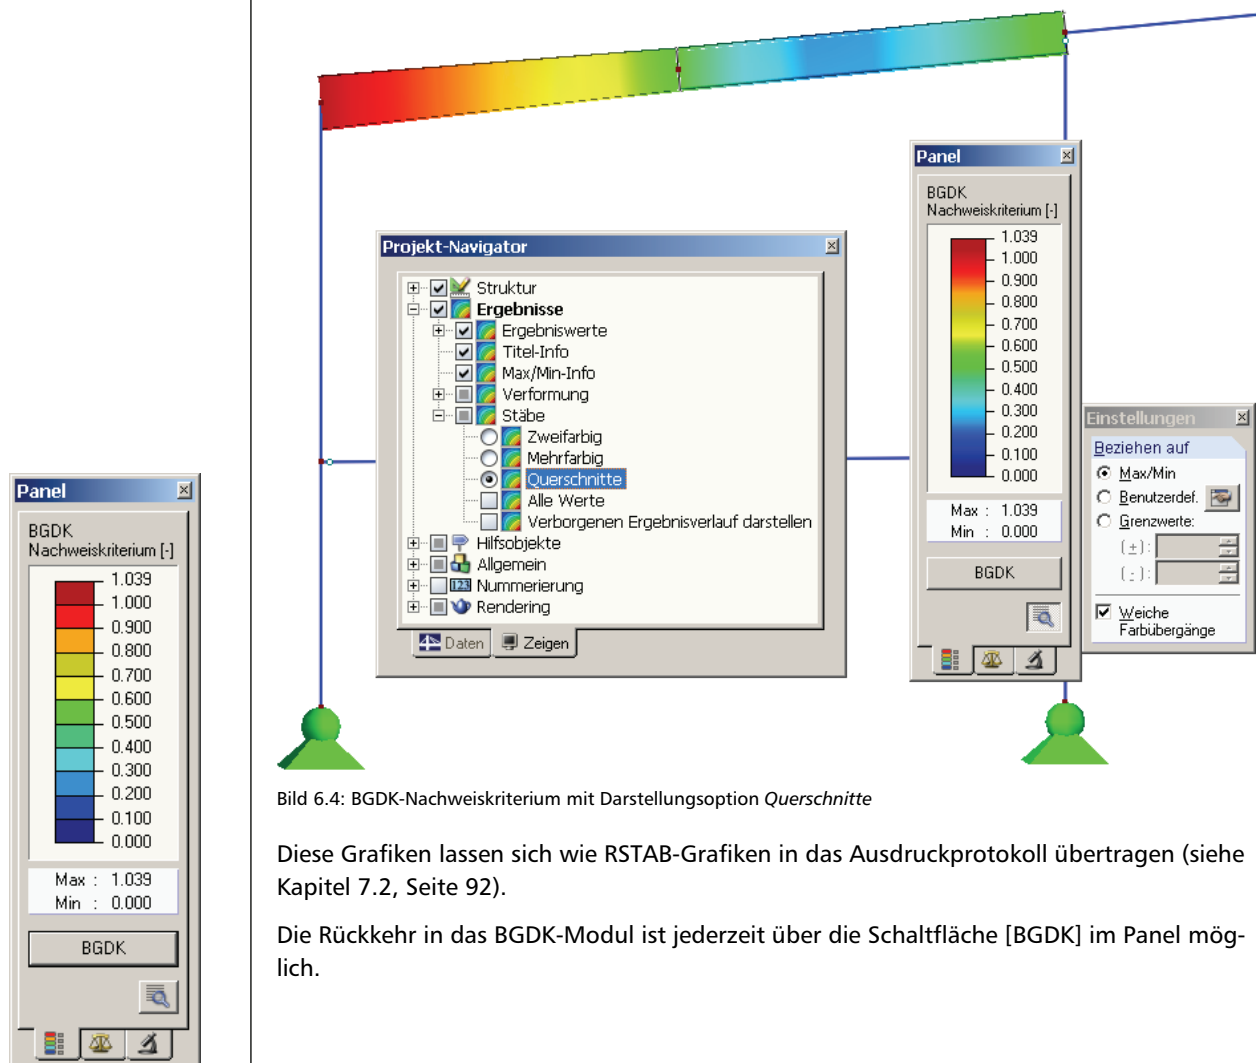 Panel
BGDK
Nachweiskriterium [-]
1.039
1.000
0.900
0.800
0.700
0.600
0.500
0.400
0.300
0.200
0.100
0.000
Max : 1.039
Min : 0.000
BGDK
Projekt-Navigator
Struktur
Ergebnisse
Ergebniswerte
Titel-Info
Max/Min-Info
Verformung
Stäbe
Zweifarbig
Mehrfarbig
Querschnitte
Alle Werte
Verborgenen Ergebnisverlauf darstellen
Hilfsobjekte
Allgemein
123 Nummerierung
Rendering
Daten Zeigen
Panel
BGDK
Nachweiskriterium [-]
1.039
1.000
0.900
0.800
0.700
0.600
0.500
0.400
0.300
0.200
0.100
0.000
Max : 1.039
Min : 0.000
BGDK
Einstellungen
Beziehen auf
Max/Min
Benutzerdef.
Grenzwerte:
(+):
(-):
Weiche
Farbübergänge
Bild 6.4: BGDK-Nachweiskriterium mit Darstellungsoption Querschnitte
Diese Grafiken lassen sich wie RSTAB-Grafiken in das Ausdruckprotokoll übertragen (siehe
Kapitel 7.2, Seite 92).
Die Rückkehr in das BGDK-Modul ist jederzeit über die Schaltfläche [BGDK] im Panel mög-
lich.